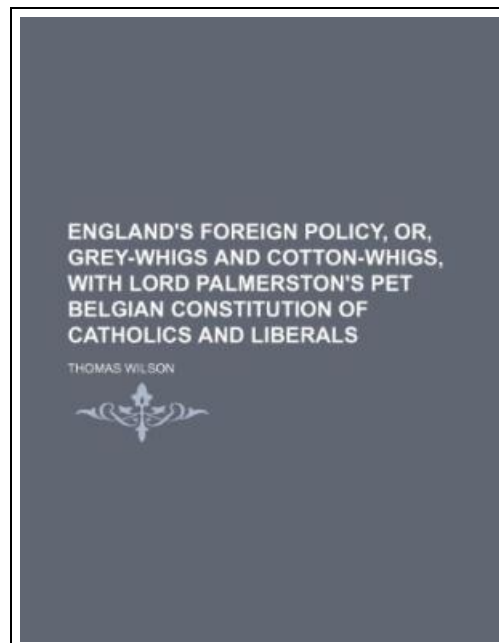 ENGLAND'S FOREIGN POLICY, OR,
GREY-WHIGS AND COTTON-WHIGS,
WITH LORD PALMERSTON'S PET
BELGIAN CONSTITUTION OF
CATHOLICS AND LIBERALS
THOMAS WILSON